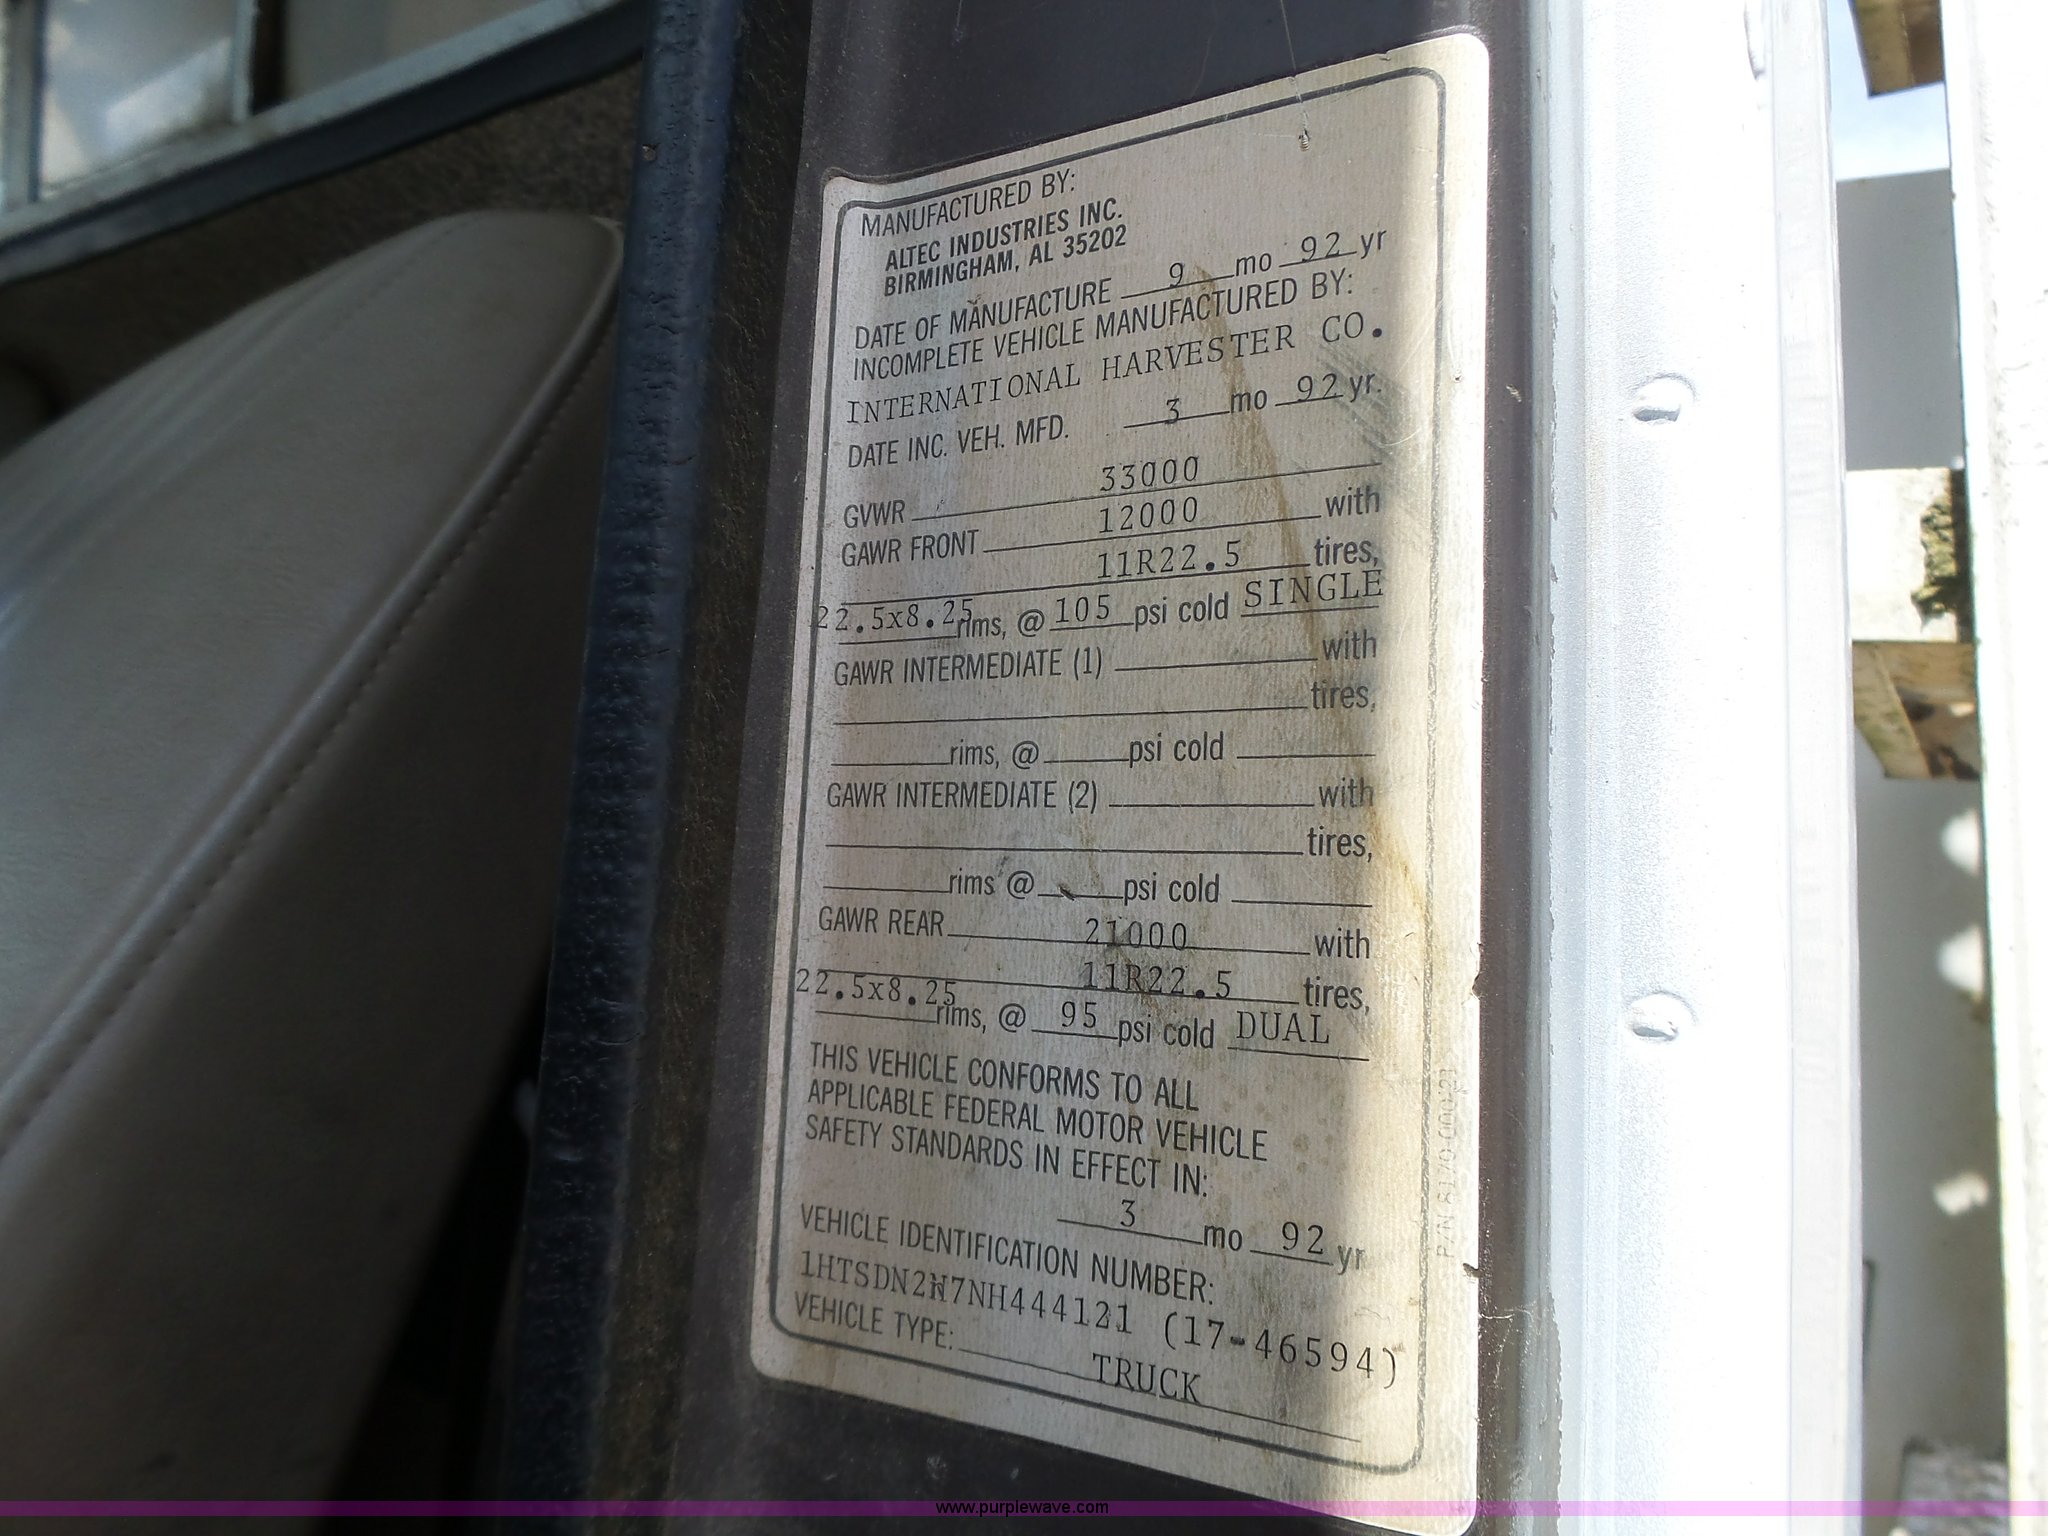 MANUFACTURED BY:
ALTEC INDUSTRIES INC.
BIRMINGHAM, AL 35202
DATE OF MANUFACTURE 9 mo 92 yr
INCOMPLETE VEHICLE MANUFACTURED BY:
INTERNATIONAL HARVESTER CO.
DATE INC. VEH. MFD. 3 mo 92 yr.
GVWR 33000
GAWR FRONT 12000 with
11R22.5 tires,
22.5x8.25 rims, @ 105 psi cold SINGLE
GAWR INTERMEDIATE (1) with
tires,
rims, @ psi cold
GAWR INTERMEDIATE (2) with
tires,
rims @ psi cold
GAWR REAR 21000 with
11R22.5 tires,
22.5x8.25 rims, @ 95 psi cold DUAL
THIS VEHICLE CONFORMS TO ALL
APPLICABLE FEDERAL MOTOR VEHICLE
SAFETY STANDARDS IN EFFECT IN:
3 mo 92 yr
VEHICLE IDENTIFICATION NUMBER:
1HTSDN2N7NH444121 (17-46594)
VEHICLE TYPE: TRUCK
P/N
www.purplewave.com